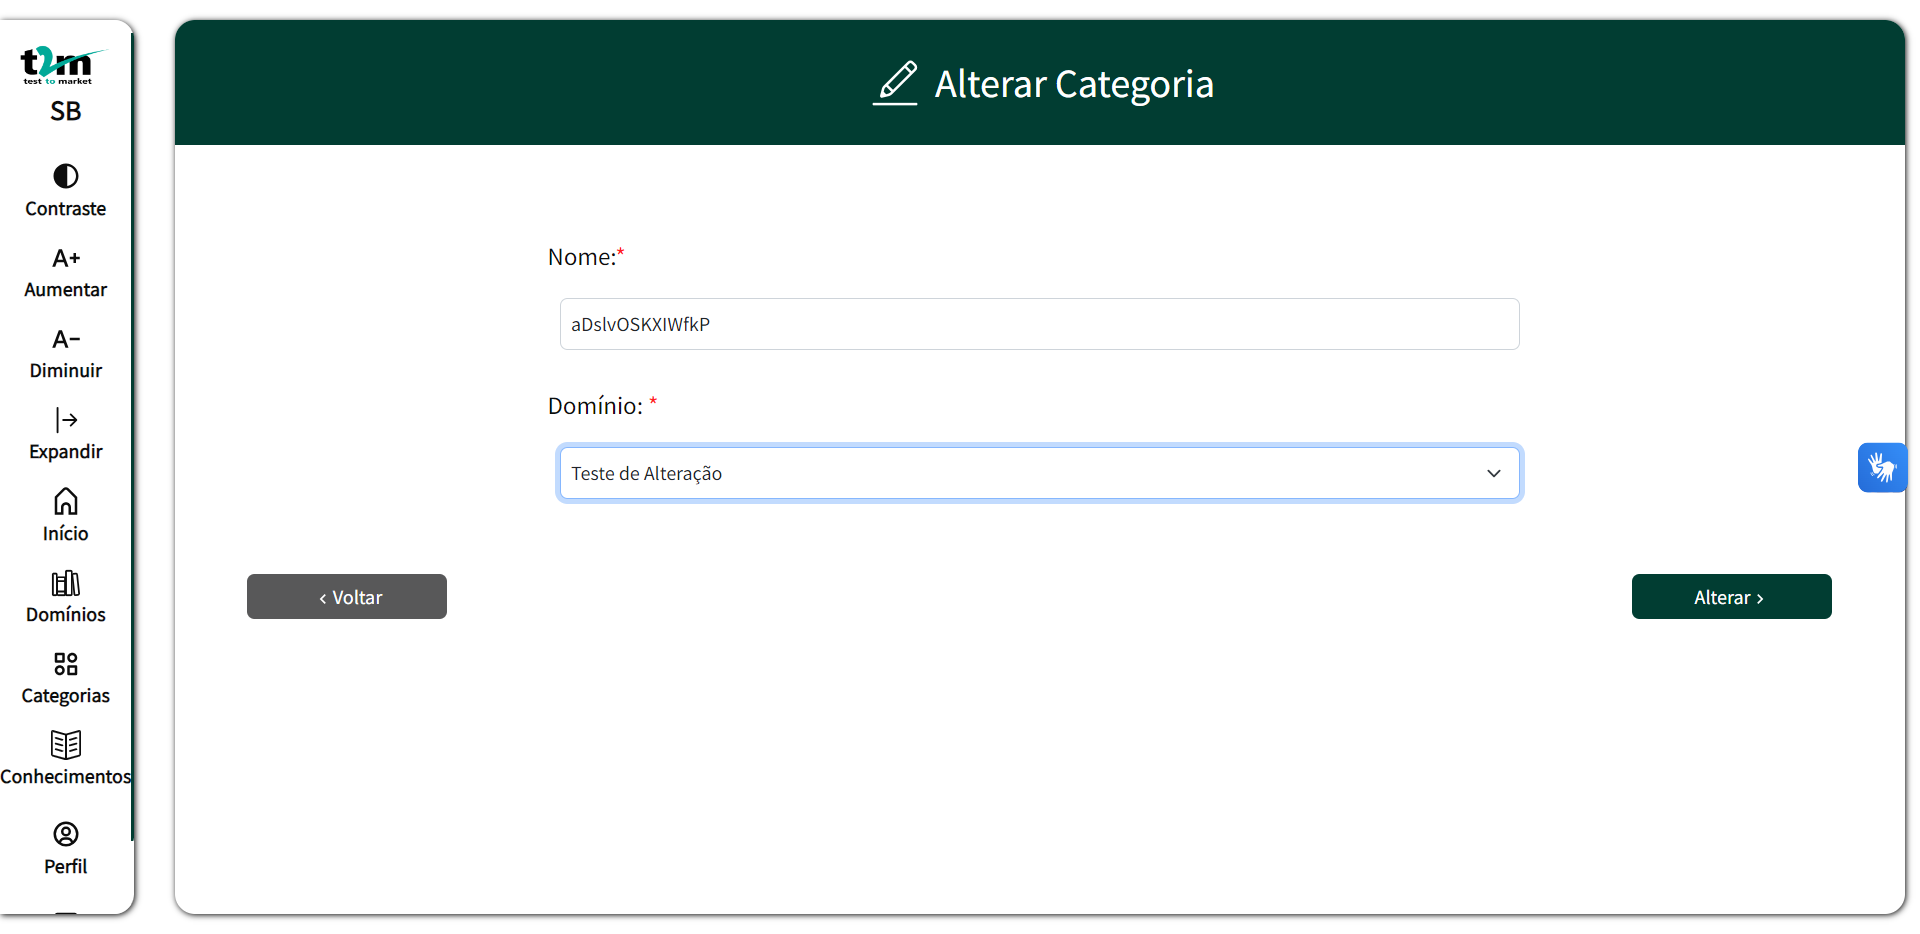 t2m
test to market
SB
Contraste
A+
Aumentar
A-
Diminuir
Expandir
Início
Domínios
Categorias
Conhecimentos
Perfil
Alterar Categoria
Nome:*
aDslvOSKXIWfkP
Domínio: *
Teste de Alteração
‹ Voltar
Alterar ›